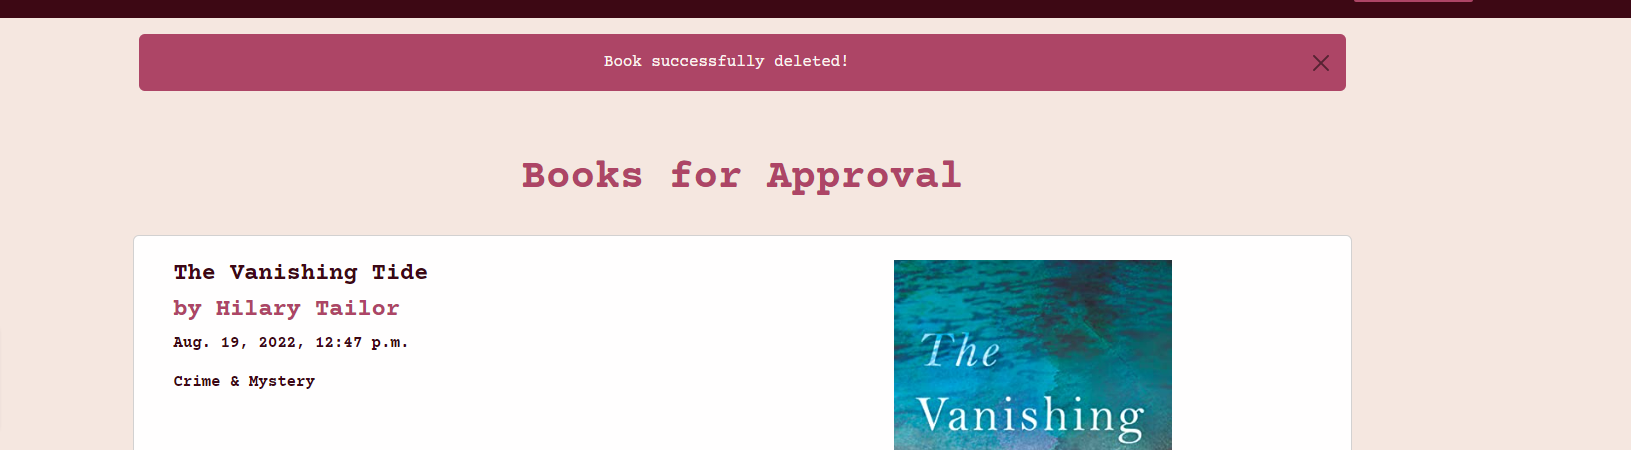 Book successfully deleted!
Books for Approval
The Vanishing Tide
by Hilary Tailor
Aug. 19, 2022, 12:47 p.m.
Crime & Mystery
The
Vanishing